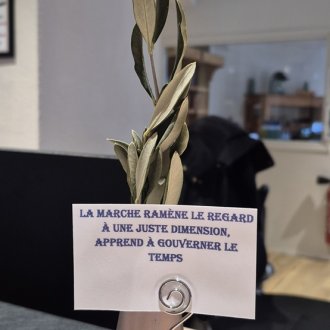 LA MARCHE RAMÈNE LE REGARD
À UNE JUSTE DIMENSION,
APPREND À GOUVERNER LE
TEMPS